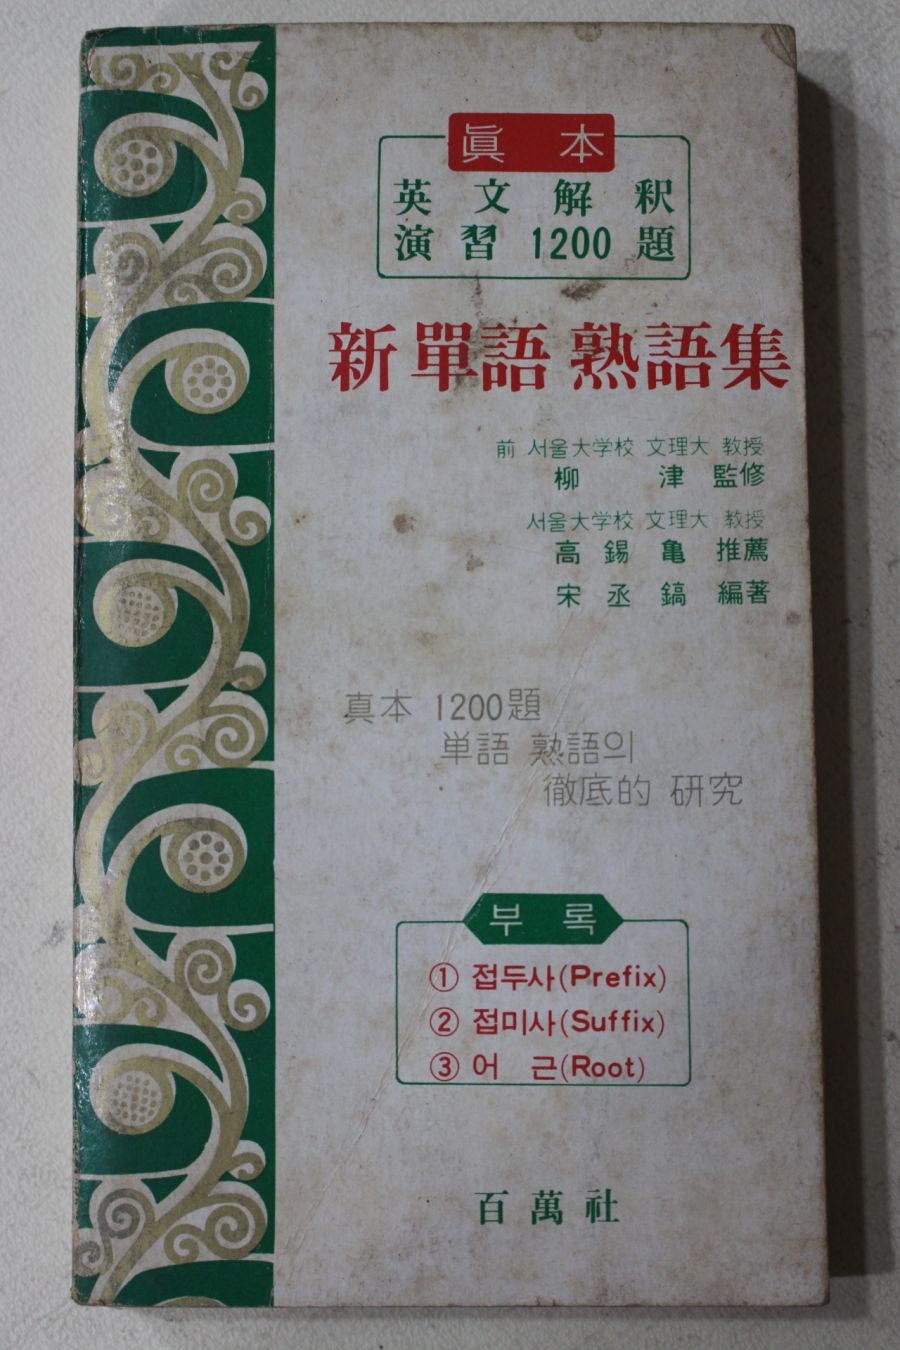 眞本
英文解釈
演習 1200 題
新單語 熟語集
前 서울大学校 文理大 教授
柳津 監修
서울大学校 文理大 教授
高錫亀 推薦
宋丞鎬 編著
真本 1200題
単語 熟語의
徹底的 研究
부록
① 접두사(Prefix)
② 접미사(Suffix)
③ 어 근(Root)
百萬社